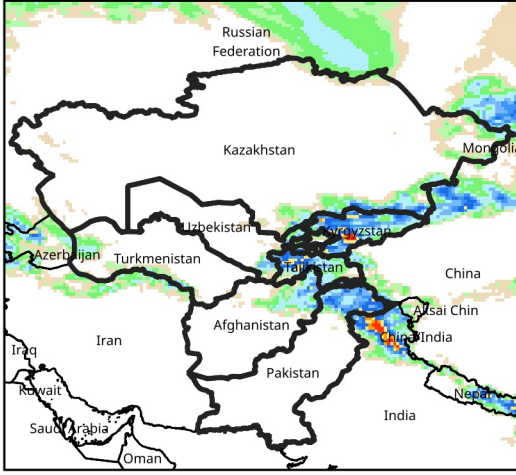 Russian
Federation
Kazakhstan
Mongolia
Uzbekistan
Kyrgyzstan
Azerbaijan
Turkmenistan
Tajikistan
China
Aksai Chin
Afghanistan
China/India
Iran
Iraq
Pakistan
Kuwait
Nepal
India
Saudi Arabia
Oman